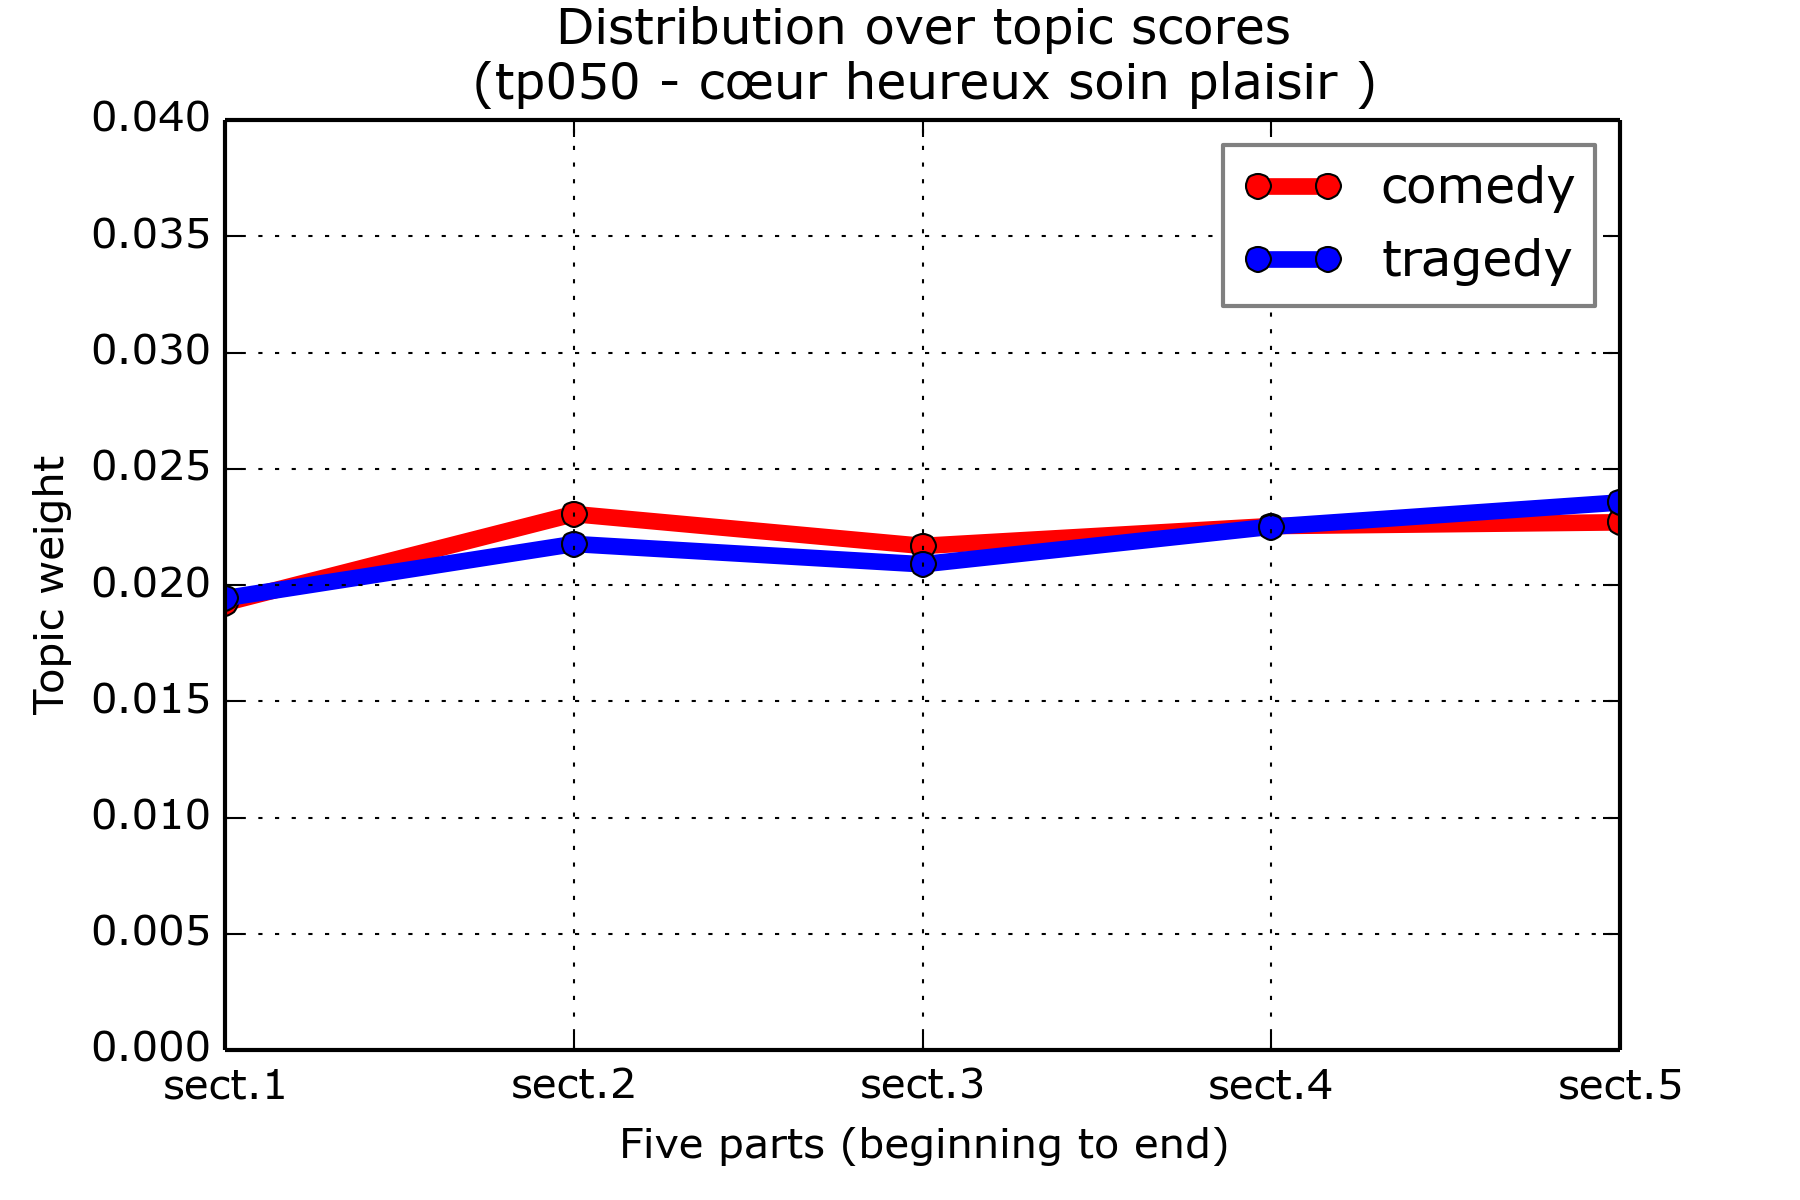 Distribution over topic scores
(tp050 - cœur heureux soin plaisir )
comedy
tragedy
Topic weight
0.040
0.035
0.030
0.025
0.020
0.015
0.010
0.005
0.000
sect.1 sect.2 sect.3 sect.4 sect.5
Five parts (beginning to end)